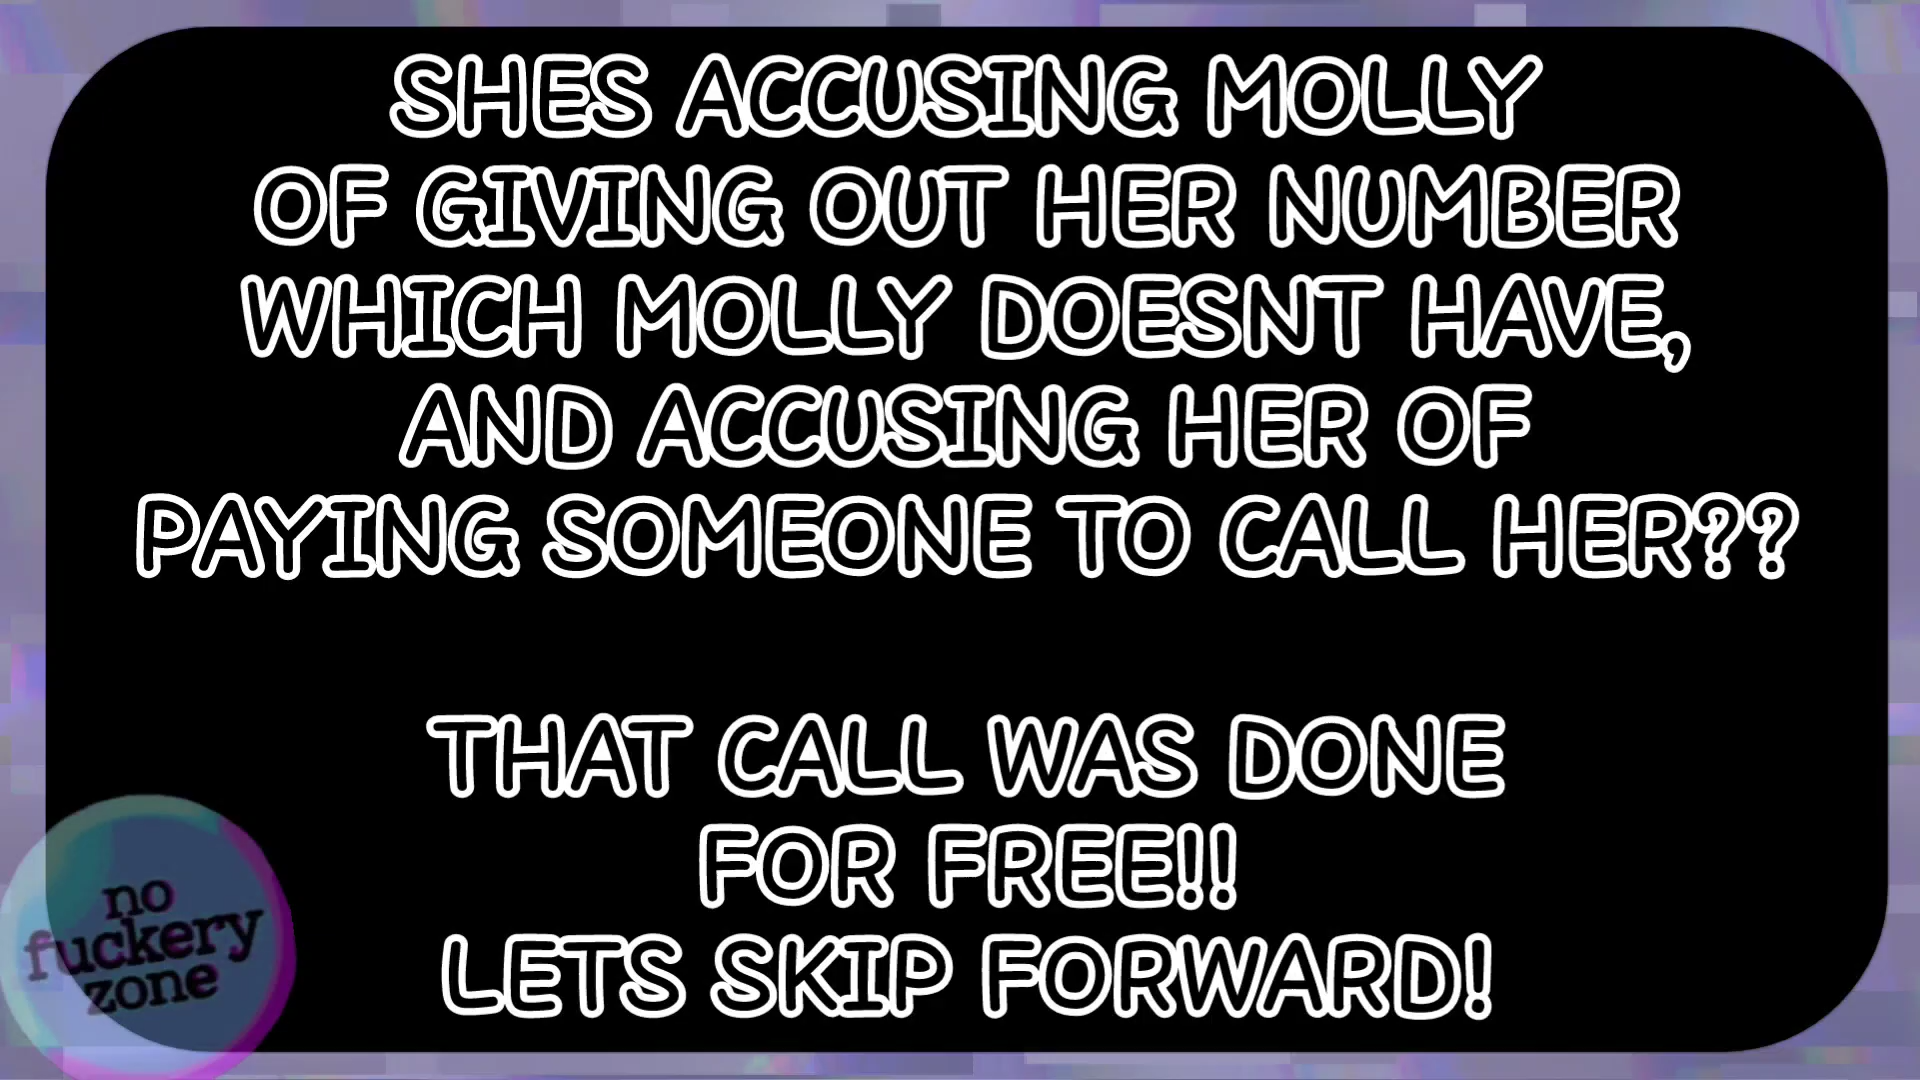 SHES ACCUSING MOLLY
OF GIVING OUT HER NUMBER
WHICH MOLLY DOESNT HAVE,
AND ACCUSING HER OF
PAYING SOMEONE TO CALL HER??
THAT CALL WAS DONE
FOR FREE!!
LETS SKIP FORWARD!
no
fuckery
zone